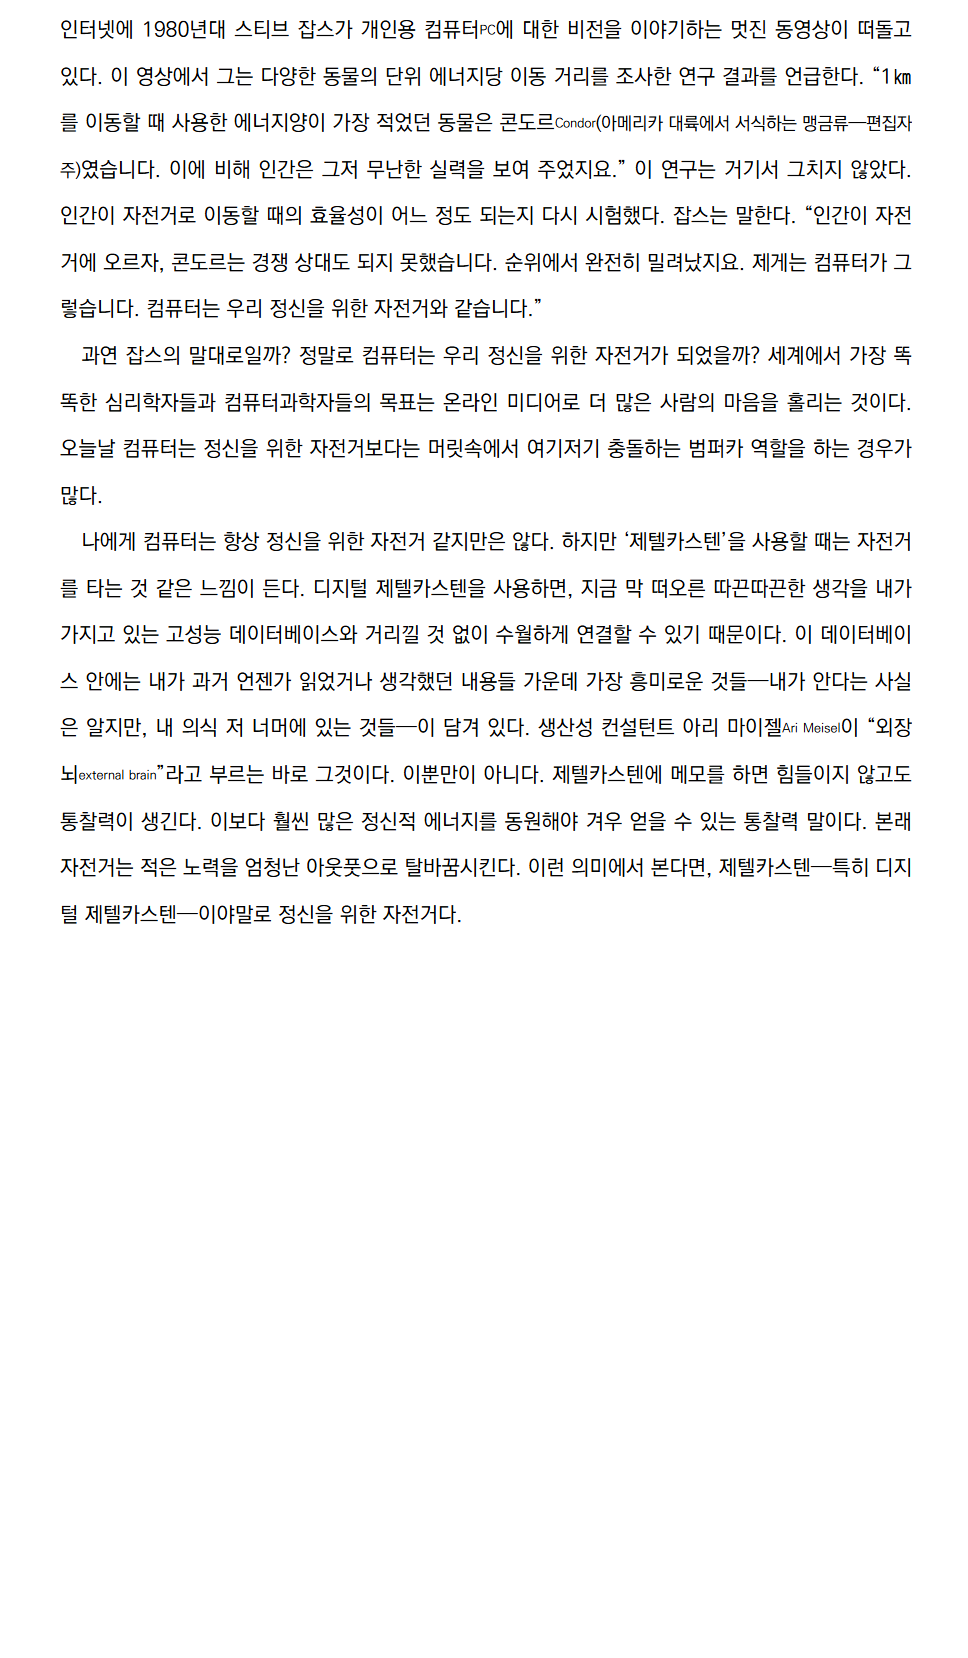 인터넷에 1980년대 스티브 잡스가 개인용 컴퓨터PC에 대한 비전을 이야기하는 멋진 동영상이 떠돌고
있다. 이 영상에서 그는 다양한 동물의 단위 에너지당 이동 거리를 조사한 연구 결과를 언급한다. “1㎞
를 이동할 때 사용한 에너지양이 가장 적었던 동물은 콘도르Condor(아메리카 대륙에서 서식하는 맹금류―편집자
주)였습니다. 이에 비해 인간은 그저 무난한 실력을 보여 주었지요.” 이 연구는 거기서 그치지 않았다.
인간이 자전거로 이동할 때의 효율성이 어느 정도 되는지 다시 시험했다. 잡스는 말한다. “인간이 자전
거에 오르자, 콘도르는 경쟁 상대도 되지 못했습니다. 순위에서 완전히 밀려났지요. 제게는 컴퓨터가 그
렇습니다. 컴퓨터는 우리 정신을 위한 자전거와 같습니다.”
과연 잡스의 말대로일까? 정말로 컴퓨터는 우리 정신을 위한 자전거가 되었을까? 세계에서 가장 똑
똑한 심리학자들과 컴퓨터과학자들의 목표는 온라인 미디어로 더 많은 사람의 마음을 홀리는 것이다.
오늘날 컴퓨터는 정신을 위한 자전거보다는 머릿속에서 여기저기 충돌하는 범퍼카 역할을 하는 경우가
많다.
나에게 컴퓨터는 항상 정신을 위한 자전거 같지만은 않다. 하지만 ‘제텔카스텐’을 사용할 때는 자전거
를 타는 것 같은 느낌이 든다. 디지털 제텔카스텐을 사용하면, 지금 막 떠오른 따끈따끈한 생각을 내가
가지고 있는 고성능 데이터베이스와 거리낄 것 없이 수월하게 연결할 수 있기 때문이다. 이 데이터베이
스 안에는 내가 과거 언젠가 읽었거나 생각했던 내용들 가운데 가장 흥미로운 것들―내가 안다는 사실
은 알지만, 내 의식 저 너머에 있는 것들―이 담겨 있다. 생산성 컨설턴트 아리 마이젤Ari Meisel이 “외장
뇌external brain”라고 부르는 바로 그것이다. 이뿐만이 아니다. 제텔카스텐에 메모를 하면 힘들이지 않고도
통찰력이 생긴다. 이보다 훨씬 많은 정신적 에너지를 동원해야 겨우 얻을 수 있는 통찰력 말이다. 본래
자전거는 적은 노력을 엄청난 아웃풋으로 탈바꿈시킨다. 이런 의미에서 본다면, 제텔카스텐―특히 디지
털 제텔카스텐―이야말로 정신을 위한 자전거다.